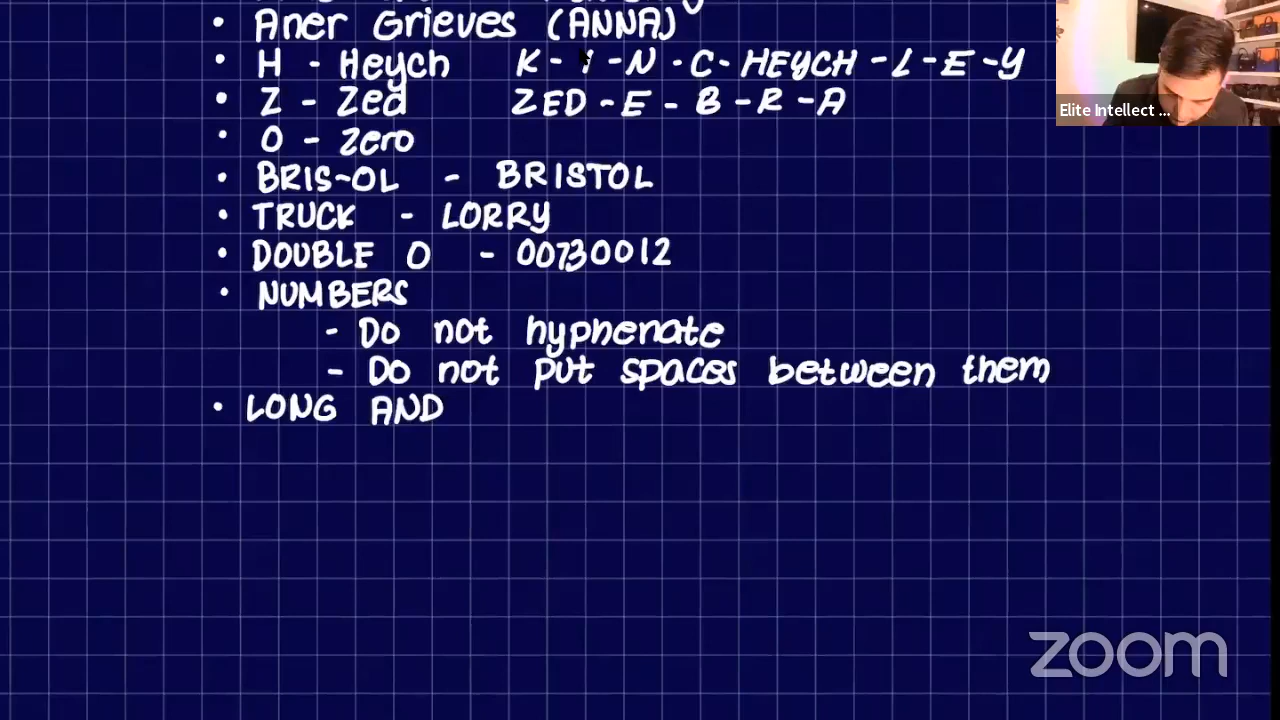 • Aner Grieves (ANNA)
• H - Heych K - I - N - C - HEYCH - L - E - Y
• Z - Zed ZED - E - B - R - A
• O - Zero
• BRIS-OL - BRISTOL
• TRUCK - LORRY
• DOUBLE O - 00730012
• NUMBERS
- Do not hyphenate
- Do not put spaces between them
• LONG AND
Elite Intellect ...
zoom